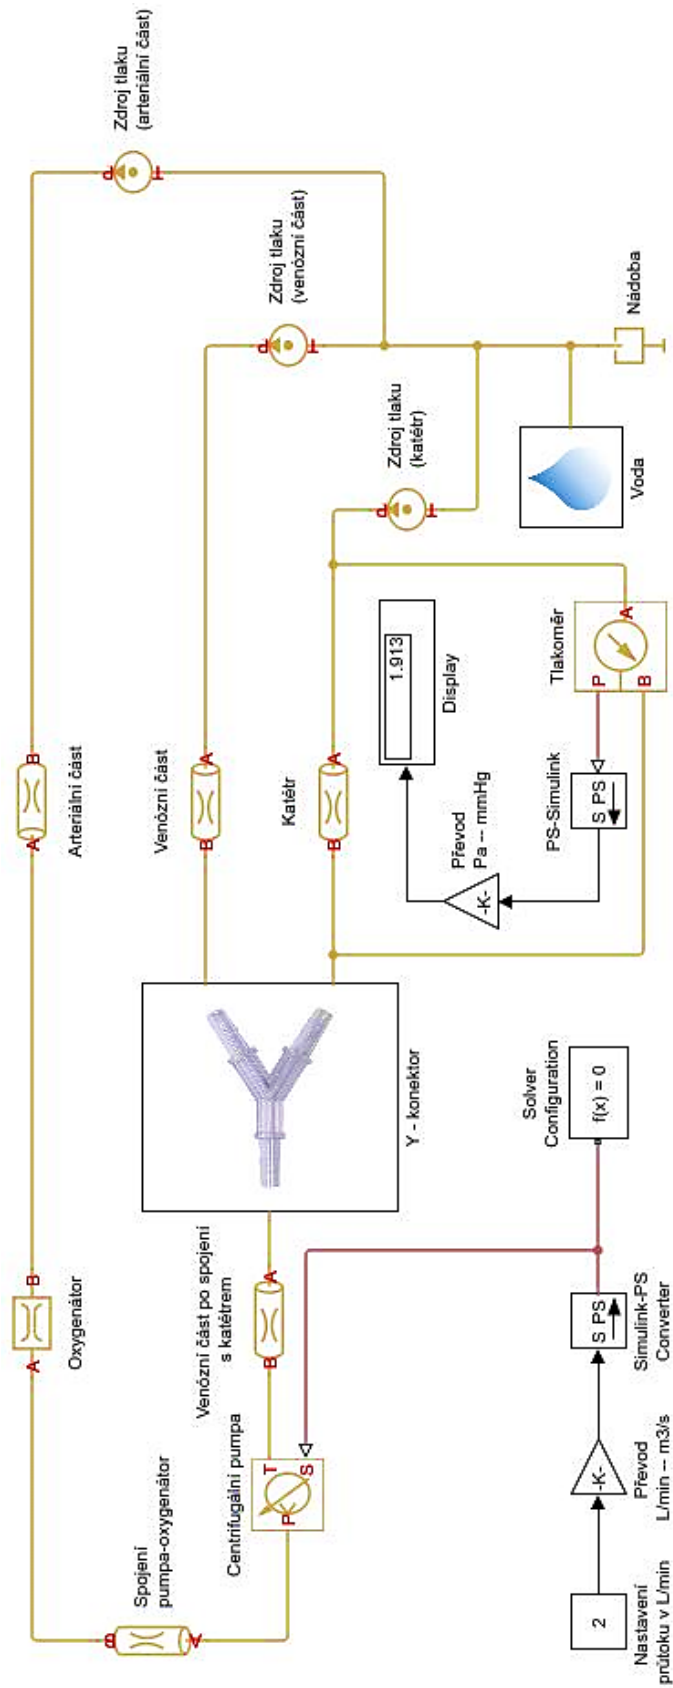 Spojení
pumpa-oxygenátor
B
A
Oxygenátor
A
B
Arteriální část
A
B
Zdroj tlaku
(arteriální část)
P
T
Centrifugální pumpa
P
T
S
Venózní část po spojení
s katétrem
B
A
Y - konektor
Venózní část
B
A
Zdroj tlaku
(venózní část)
P
T
Katétr
B
A
Zdroj tlaku
(katétr)
P
T
Převod
Pa -- mmHg
-K-
1.913
Display
PS-Simulink
S PS
Tlakoměr
P
B
A
Voda
Nádoba
Solver
Configuration
f(x) = 0
2
Nastavení
průtoku v L/min
-K-
Převod
L/min -- m3/s
S PS
Simulink-PS
Converter